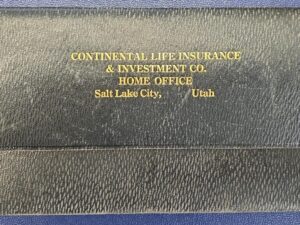 CONTINENTAL LIFE INSURANCE
& INVESTMENT CO.
HOME OFFICE
Salt Lake City, Utah